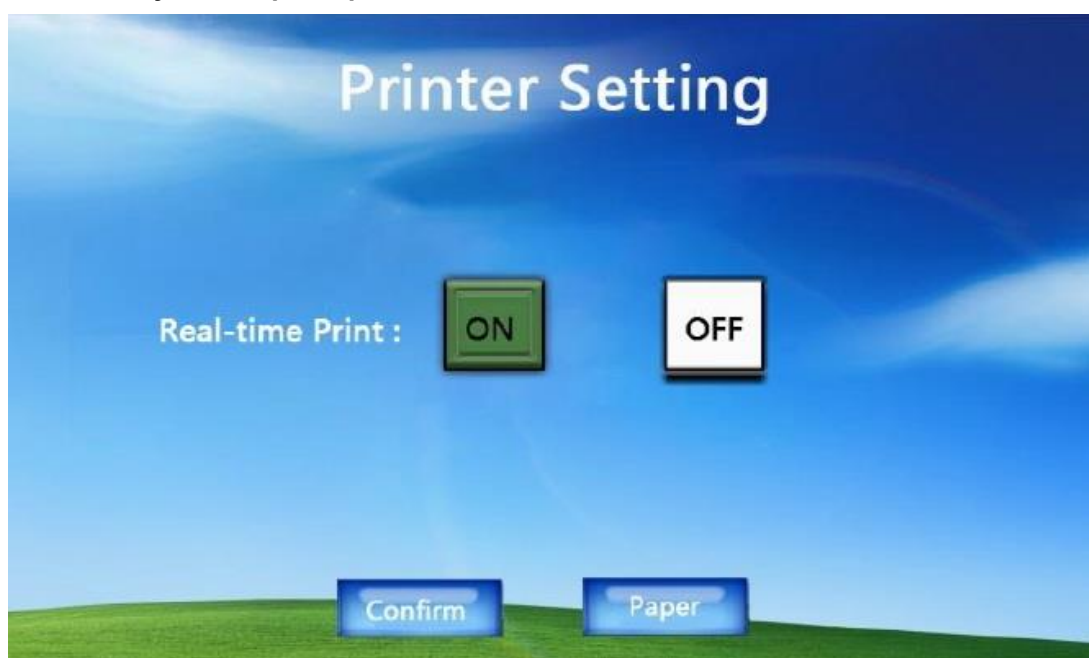 Printer Setting
Real-time Print :
ON
OFF
Confirm
Paper